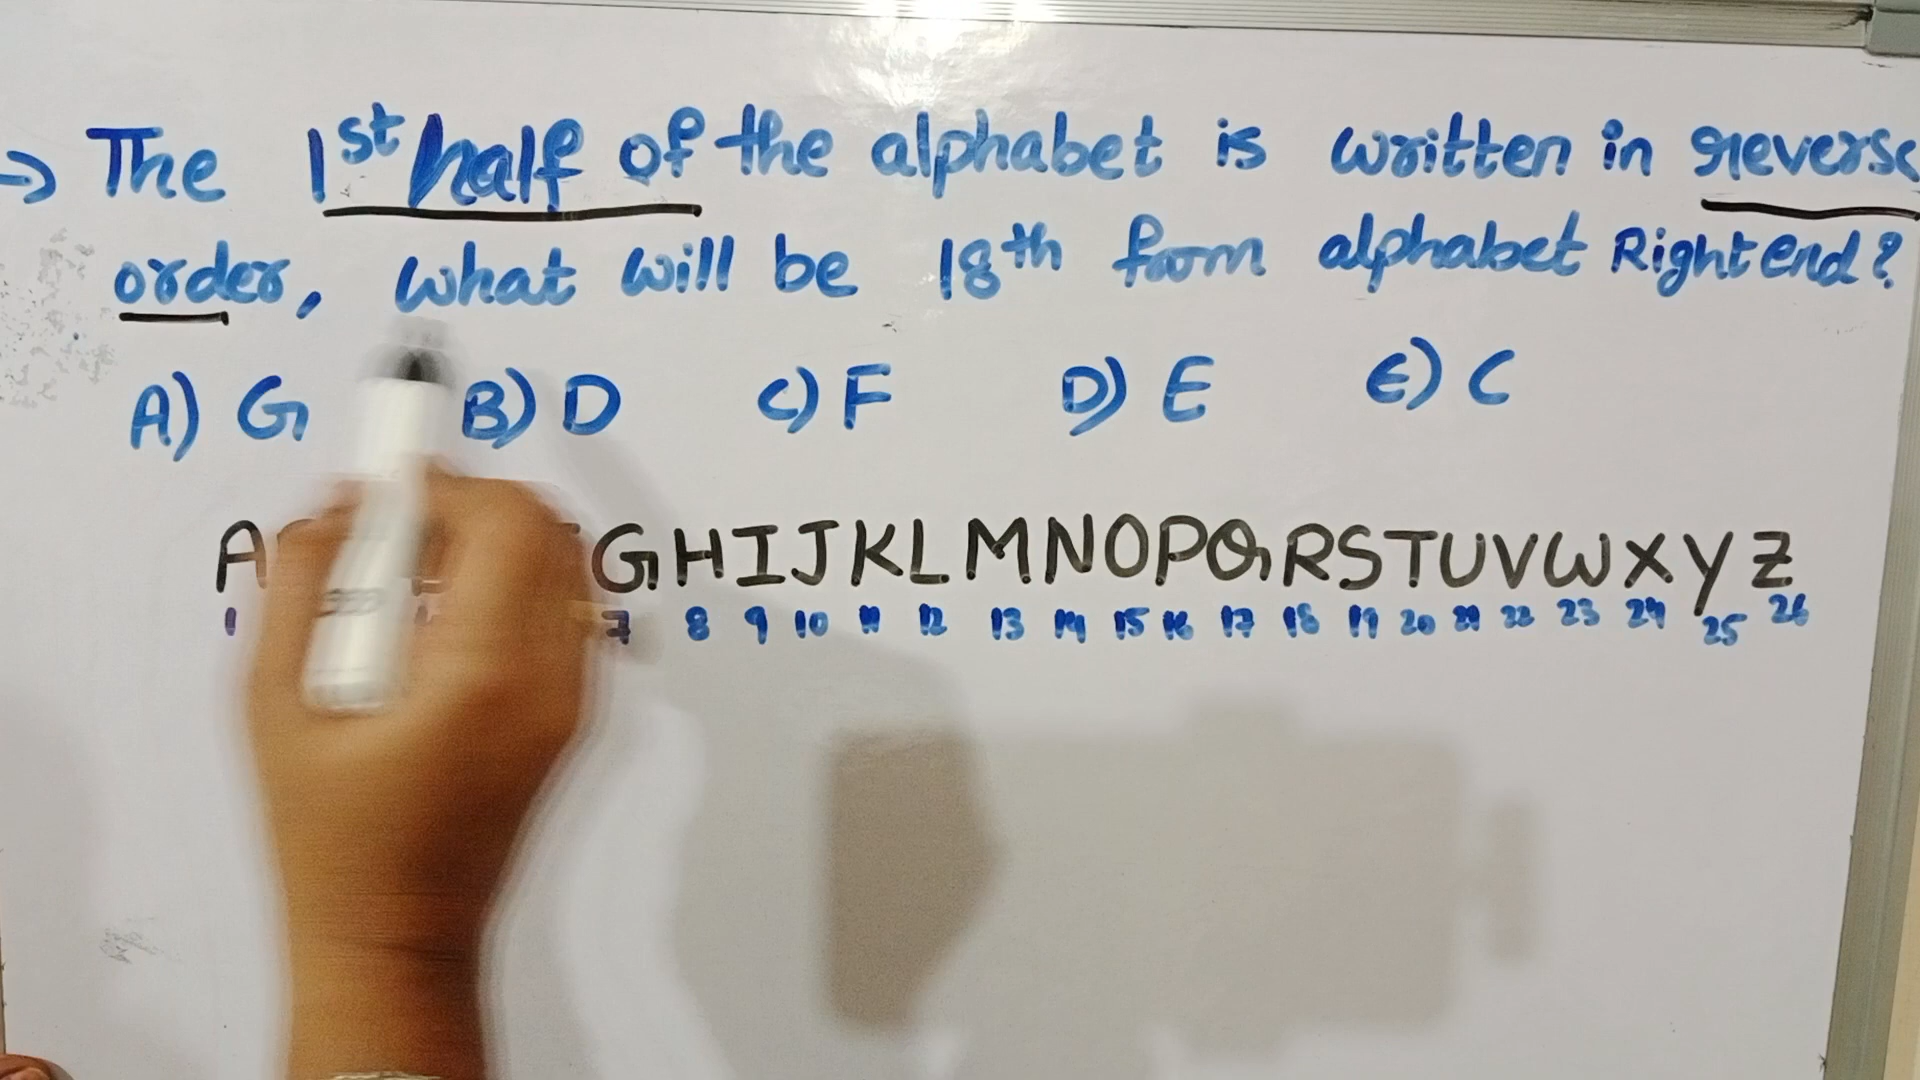 → The 1st half of the alphabet is written in reverse
order, what will be 18th from alphabet Right end?
A) G B) D C) F D) E E) C
A G H I J K L M N O P Q R S T U V W X Y Z
1 7 8 9 10 11 12 13 14 15 16 17 18 19 20 21 22 23 24 25 26